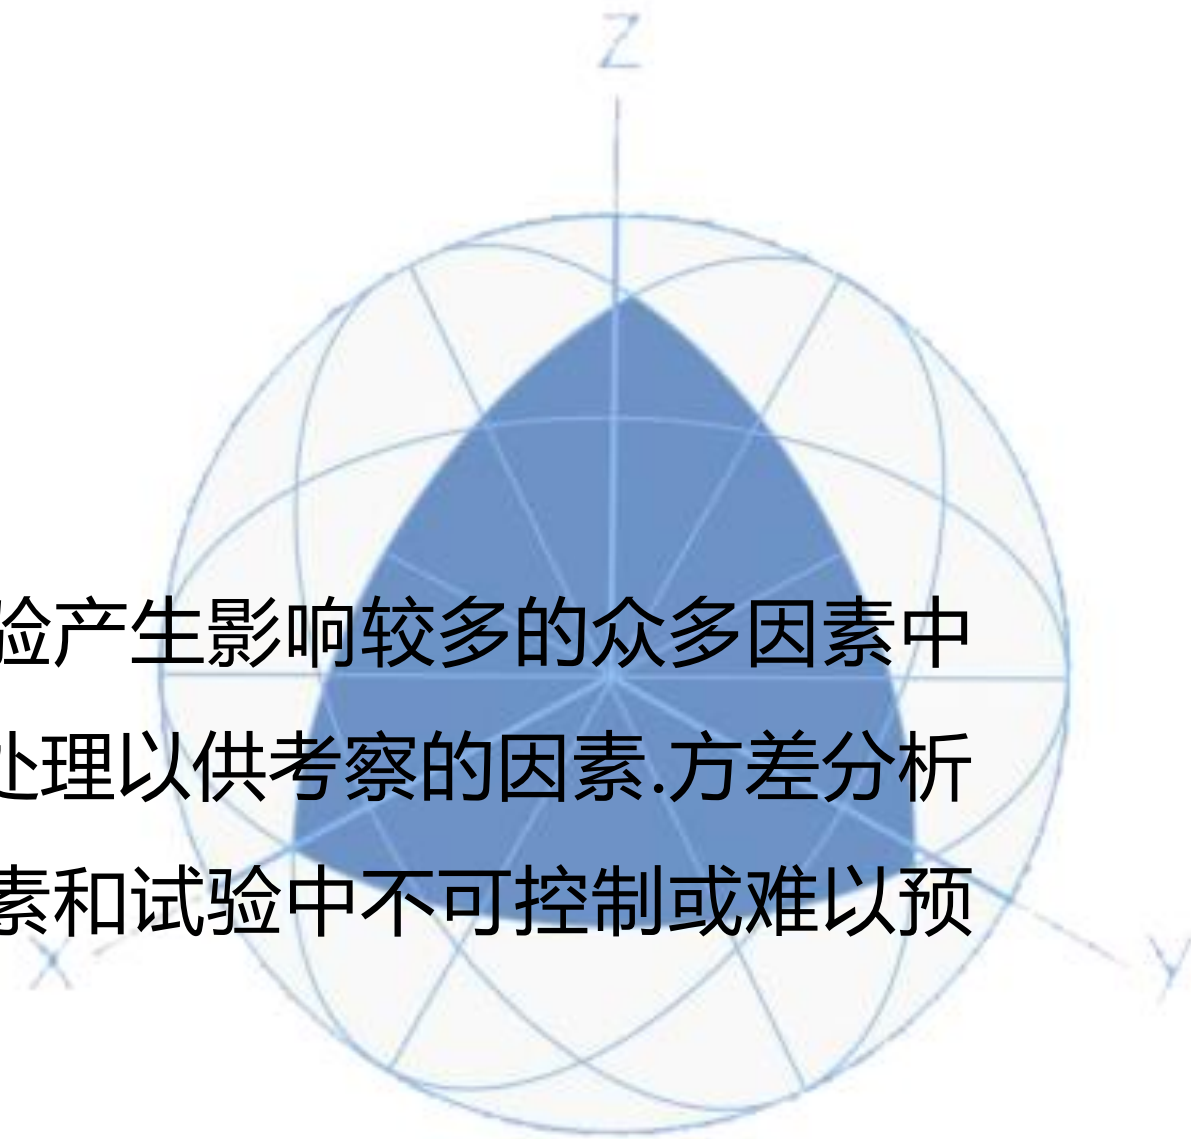 Z
验产生影响较多的众多因素中
处理以供考察的因素.方差分析
素和试验中不可控制或难以预
X
y